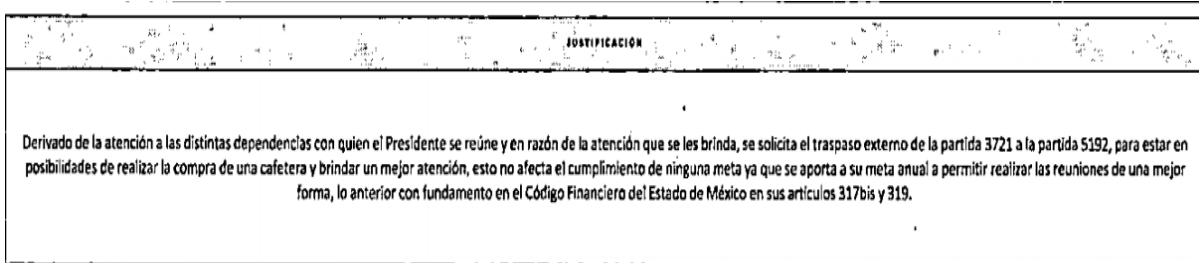 JUSTIFICACIÓN
Derivado de la atención a las distintas dependencias con quien el Presidente se reúne y en razón de la atención que se les brinda, se solicita el traspaso externo de la partida 3721 a la partida 5192, para estar en
posibilidades de realizar la compra de una cafetera y brindar un mejor atención, esto no afecta el cumplimiento de ninguna meta ya que se aporta a su meta anual a permitir realizar las reuniones de una mejor
forma, lo anterior con fundamento en el Código Financiero del Estado de México en sus artículos 317bis y 319.